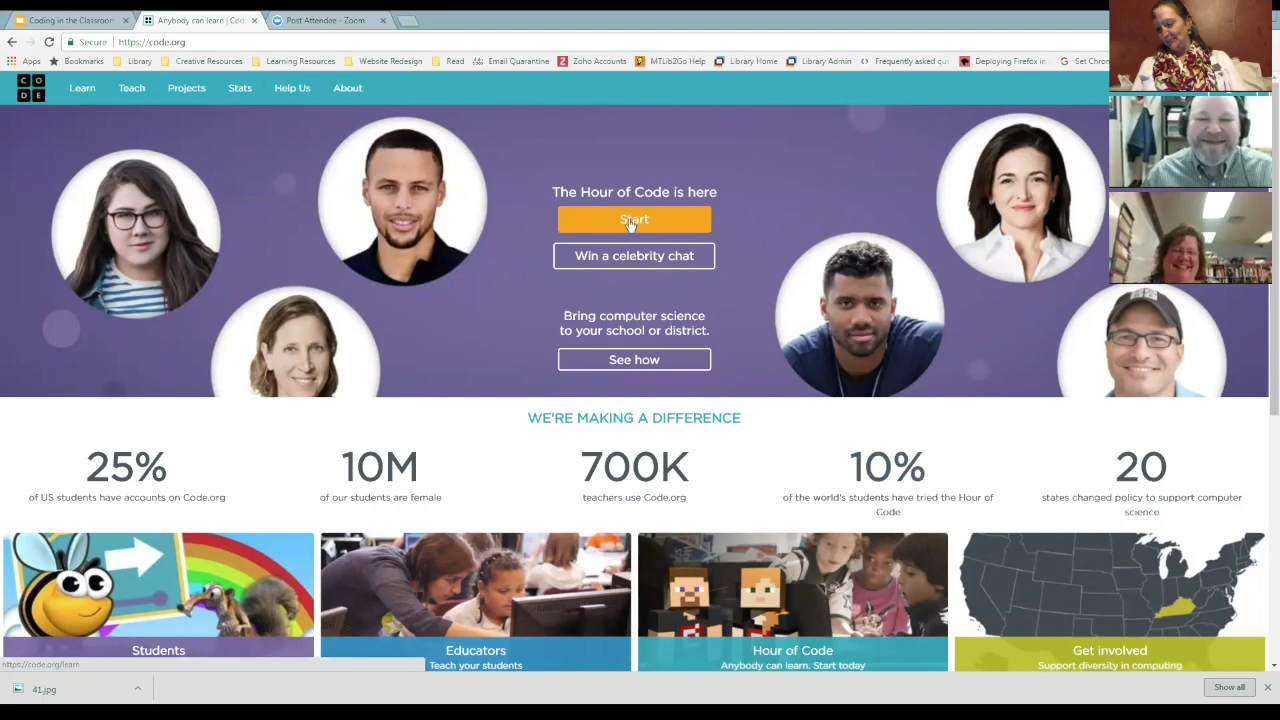 Coding in the Classroom
Anybody can learn | Cod
Post Attendee - Zoom
Secure
https://code.org
Apps
Bookmarks
Library
Creative Resources
Learning Resources
Website Redesign
Read
Email Quarantine
Zoho Accounts
MTLib2Go Help
Library Home
Library Admin
Frequently asked qu
Deploying Firefox in
Set Chrom
C O
D E
Learn
Teach
Projects
Stats
Help Us
About
The Hour of Code is here
Start
Win a celebrity chat
Bring computer science
to your school or district.
See how
WE'RE MAKING A DIFFERENCE
25%
of US students have accounts on Code.org
10M
of our students are female
700K
teachers use Code.org
10%
of the world's students have tried the Hour of
Code
20
states changed policy to support computer
science
Students
Educators
Teach your students
Hour of Code
Anybody can learn. Start today
Get involved
Support diversity in computing
https://code.org/learn
41.jpg
Show all